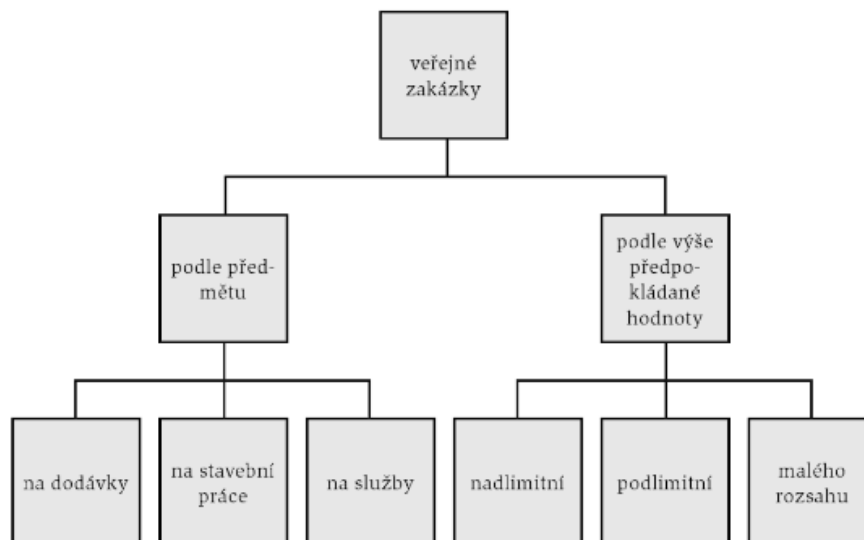 veřejné
zakázky
podle před-
mětu
podle výše
předpo-
kládané
hodnoty
na dodávky
na stavební
práce
na služby
nadlimitní
podlimitní
malého
rozsahu